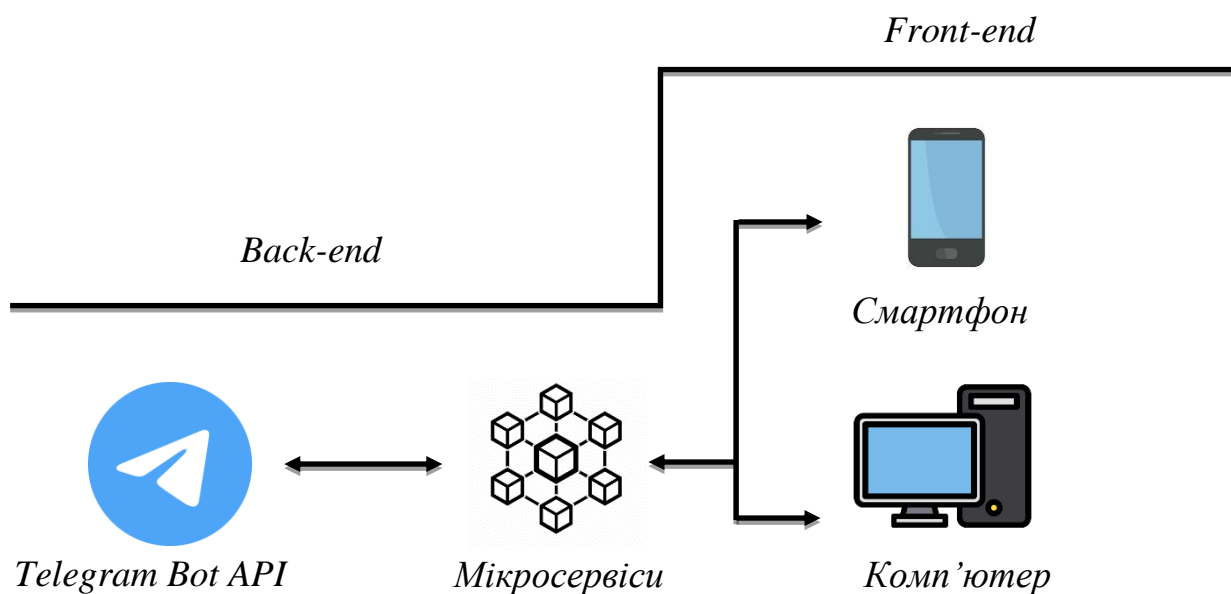 Front-end
Back-end
Смартфон
Telegram Bot API
Мікросервіси
Комп’ютер